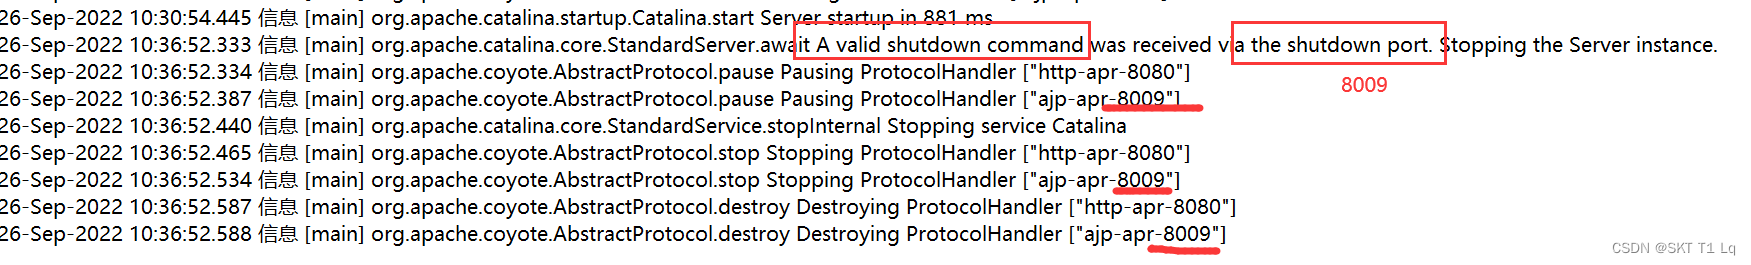 26-Sep-2022 10:30:54.445 信息 [main] org.apache.catalina.startup.Catalina.start Server startup in 881 ms
26-Sep-2022 10:36:52.333 信息 [main] org.apache.catalina.core.StandardServer.await A valid shutdown command was received via the shutdown port. Stopping the Server instance.
26-Sep-2022 10:36:52.334 信息 [main] org.apache.coyote.AbstractProtocol.pause Pausing ProtocolHandler ["http-apr-8080"]
8009
26-Sep-2022 10:36:52.387 信息 [main] org.apache.coyote.AbstractProtocol.pause Pausing ProtocolHandler ["ajp-apr-8009"]
26-Sep-2022 10:36:52.440 信息 [main] org.apache.catalina.core.StandardService.stopInternal Stopping service Catalina
26-Sep-2022 10:36:52.465 信息 [main] org.apache.coyote.AbstractProtocol.stop Stopping ProtocolHandler ["http-apr-8080"]
26-Sep-2022 10:36:52.534 信息 [main] org.apache.coyote.AbstractProtocol.stop Stopping ProtocolHandler ["ajp-apr-8009"]
26-Sep-2022 10:36:52.587 信息 [main] org.apache.coyote.AbstractProtocol.destroy Destroying ProtocolHandler ["http-apr-8080"]
26-Sep-2022 10:36:52.588 信息 [main] org.apache.coyote.AbstractProtocol.destroy Destroying ProtocolHandler ["ajp-apr-8009"]
CSDN @SKT T1 Lq